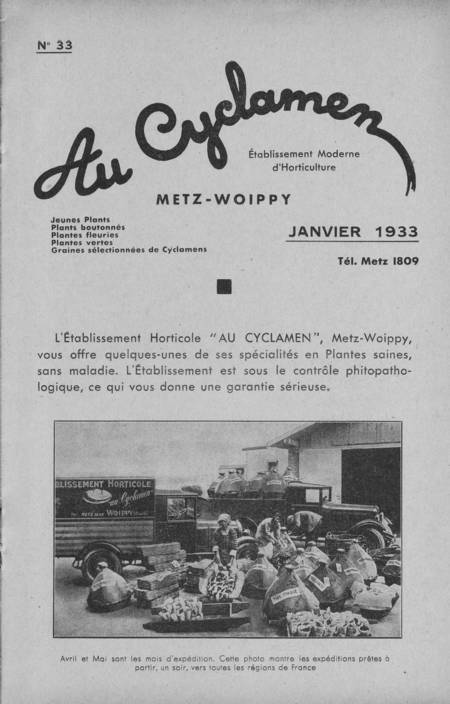 N° 33
Au Cyclamen
Établissement Moderne
d'Horticulture
METZ-WOIPPY
Jeunes Plants
Plants boutonnés
Plantes fleuries
Plantes vertes
Graines sélectionnées de Cyclamens
JANVIER 1933
Tél. Metz 1809
L'Établissement Horticole "AU CYCLAMEN", Metz-Woippy,
vous offre quelques-unes de ses spécialités en Plantes saines,
sans maladie. L'Établissement est sous le contrôle phitopatho-
logique, ce qui vous donne une garantie sérieuse.
BLISSEMENT HORTICOLE
au Cyclamen
WOIPPY
Avril et Mai sont les mois d'expédition. Cette photo montre les expéditions prêtes à
partir, un soir, vers toutes les régions de France